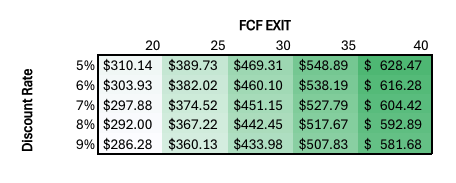 FCF EXIT
20 25 30 35 40
Discount Rate
5% $310.14 $389.73 $469.31 $548.89 $ 628.47
6% $303.93 $382.02 $460.10 $538.19 $ 616.28
7% $297.88 $374.52 $451.15 $527.79 $ 604.42
8% $292.00 $367.22 $442.45 $517.67 $ 592.89
9% $286.28 $360.13 $433.98 $507.83 $ 581.68